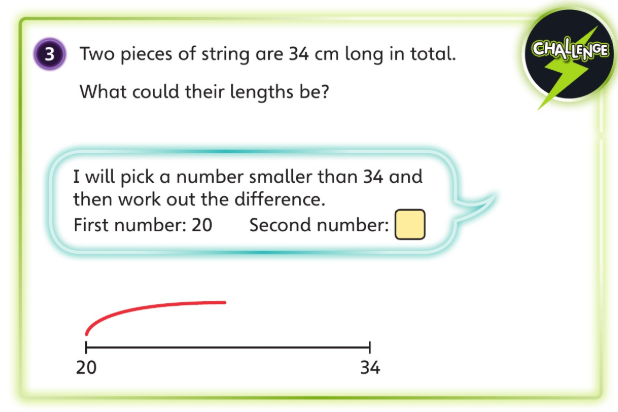 CHALLENGE
3 Two pieces of string are 34 cm long in total.
What could their lengths be?
I will pick a number smaller than 34 and
then work out the difference.
First number: 20 Second number:
20 34